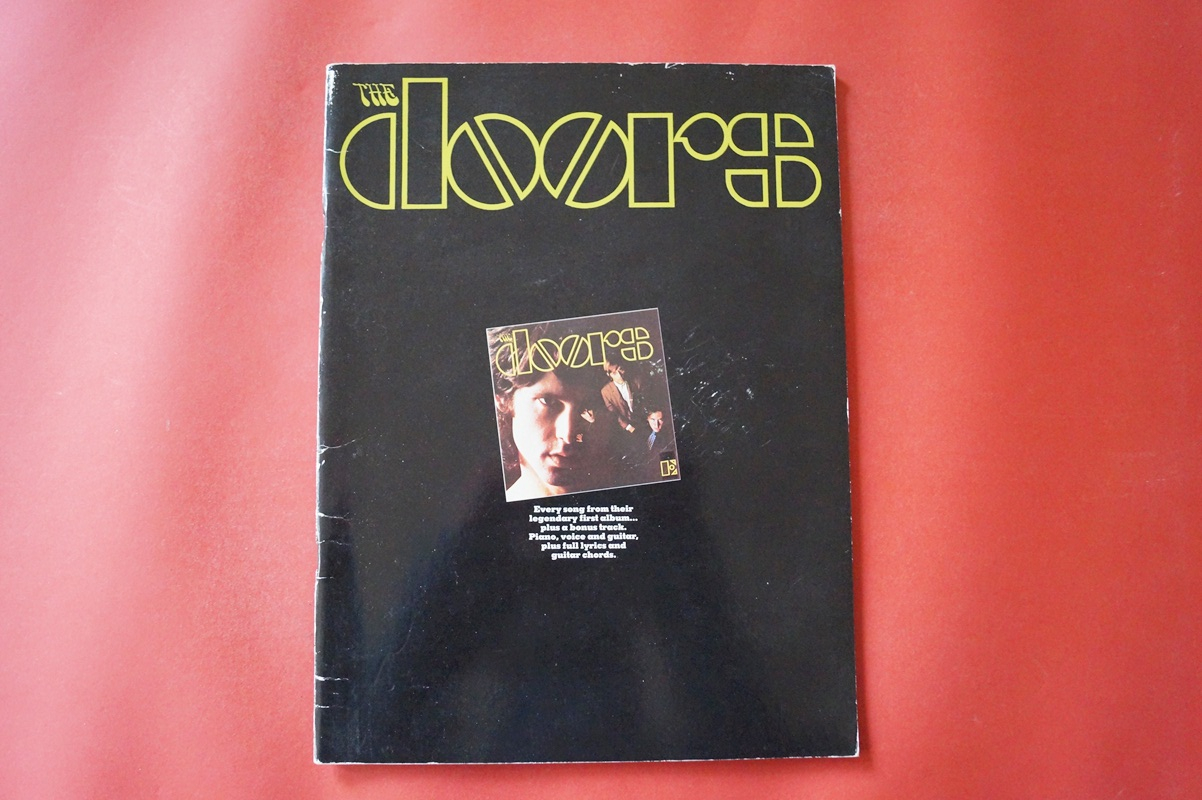 THE
doors
THE
doors
Every song from their
legendary first album...
plus a bonus track.
Piano, voice and guitar,
plus full lyrics and
guitar chords.